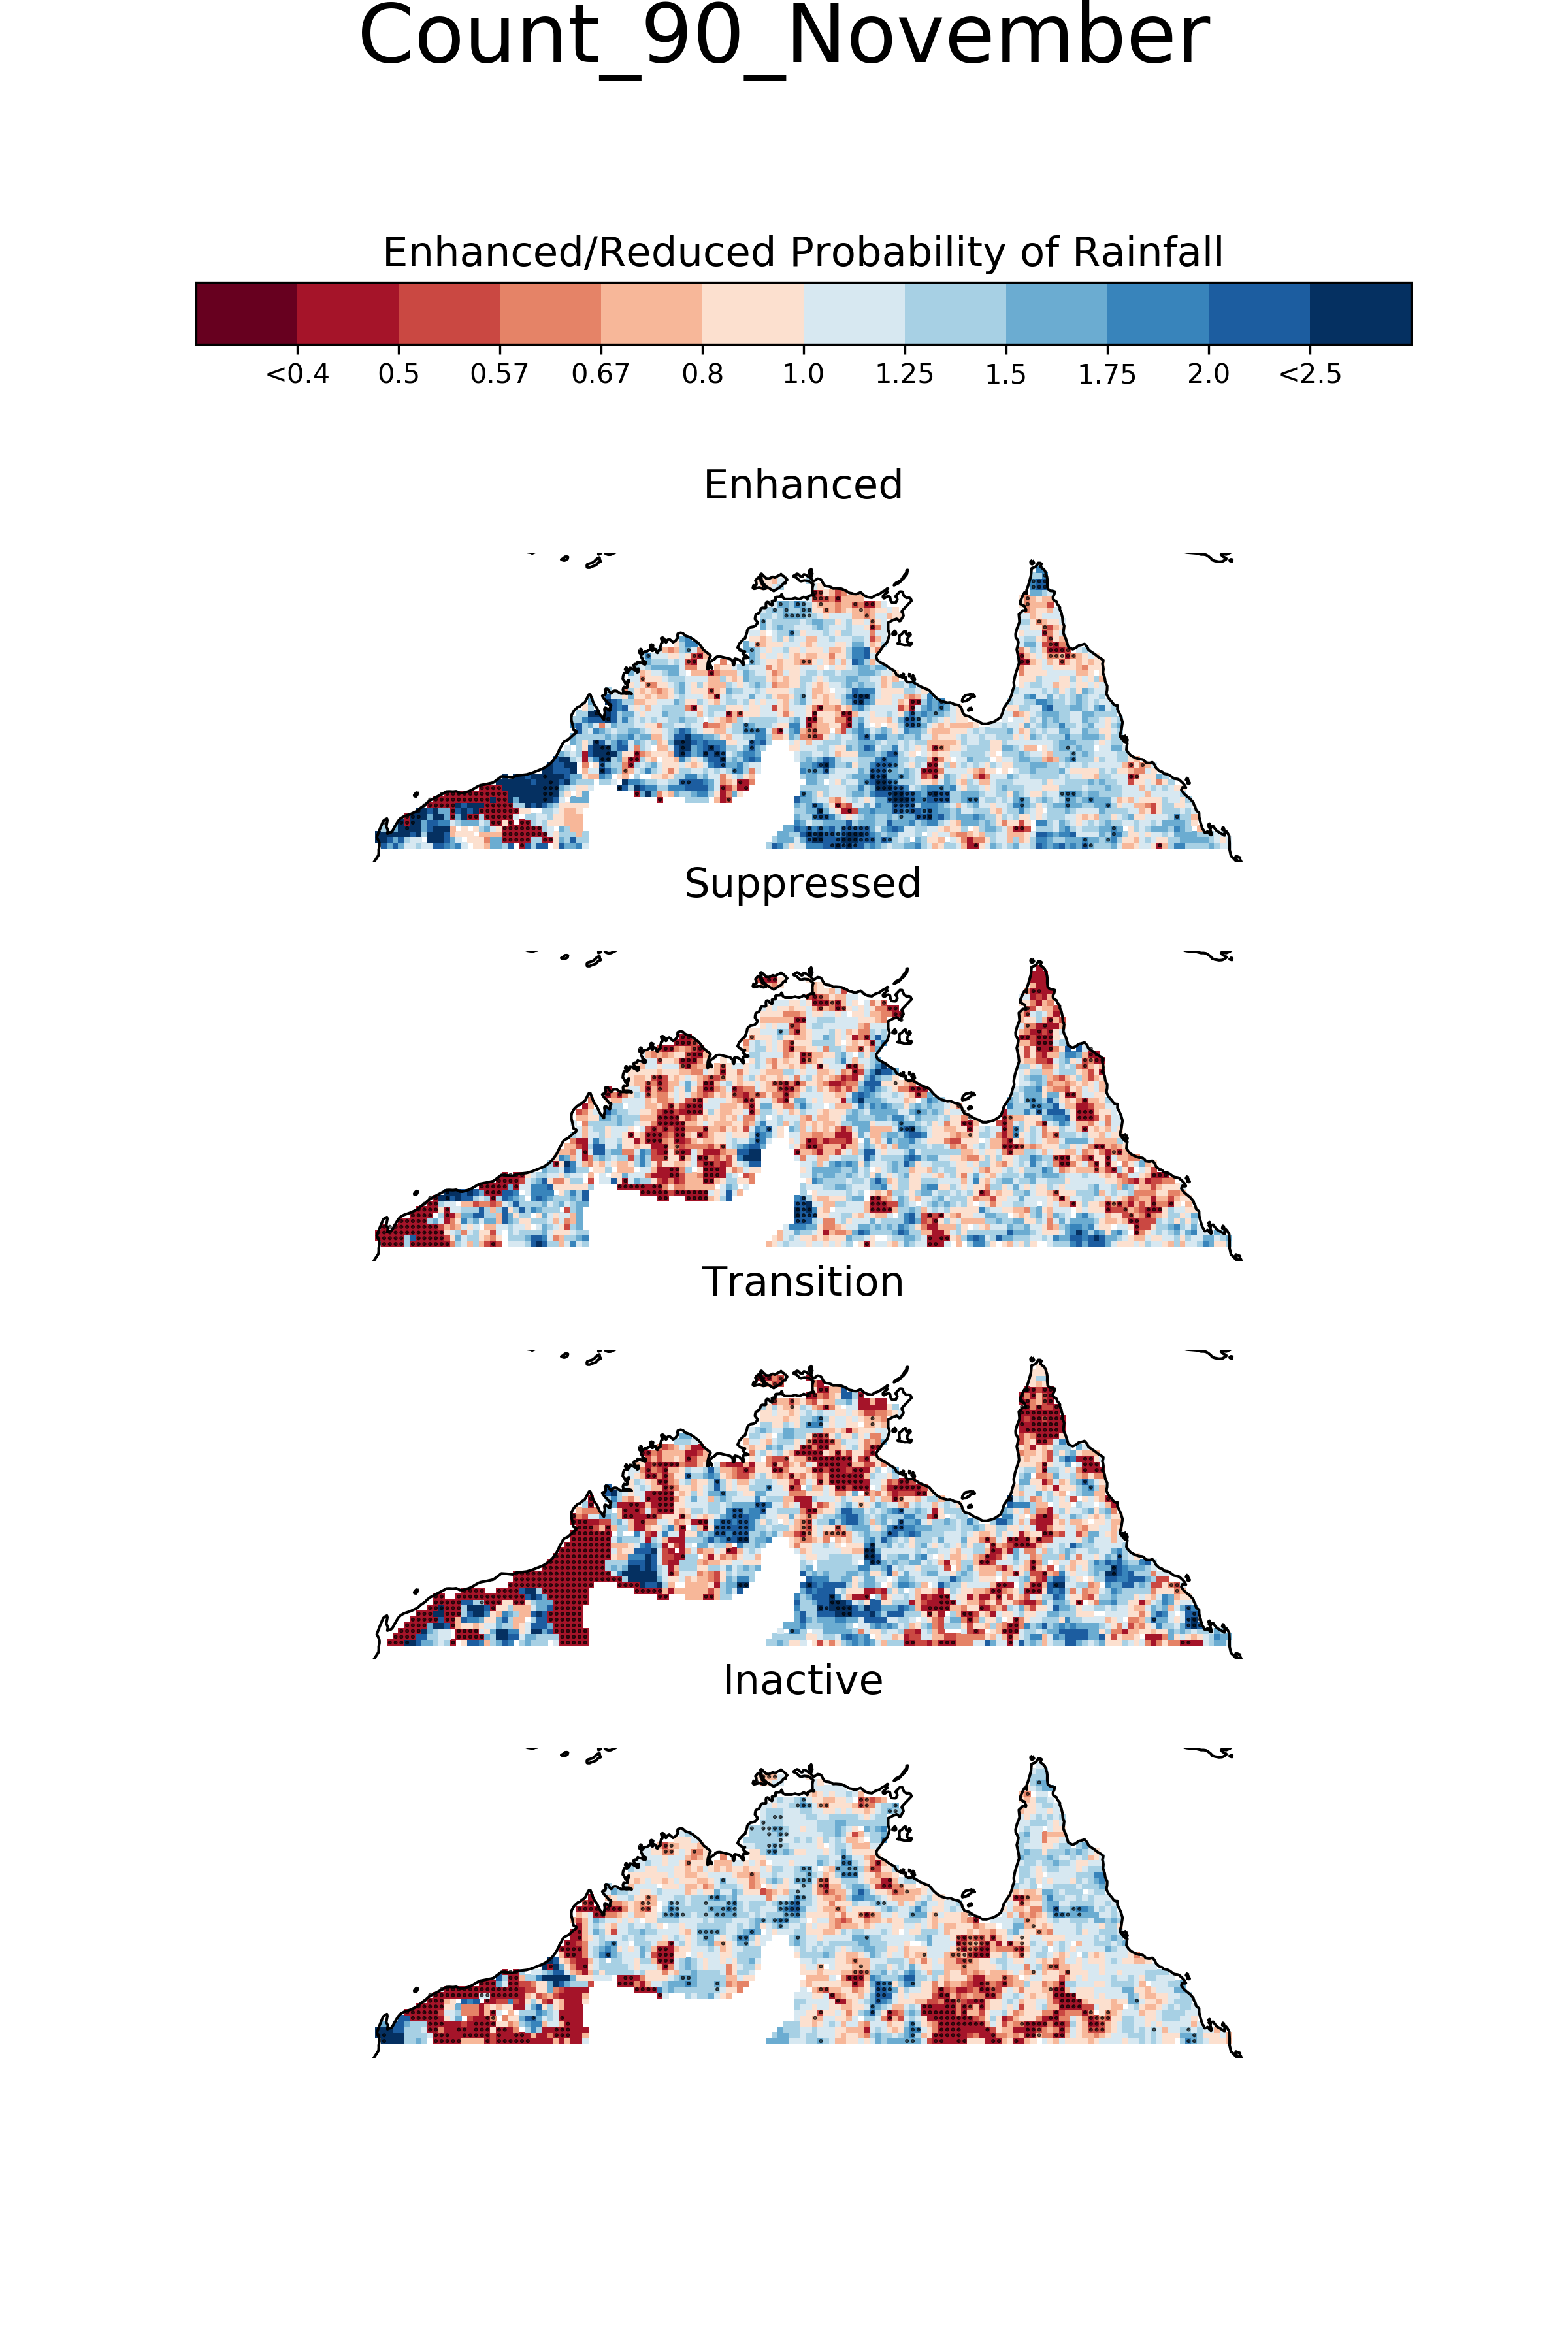 Count_90_November
Enhanced/Reduced Probability of Rainfall
<0.4 0.5 0.57 0.67 0.8 1.0 1.25 1.5 1.75 2.0 <2.5
Enhanced
Suppressed
Transition
Inactive